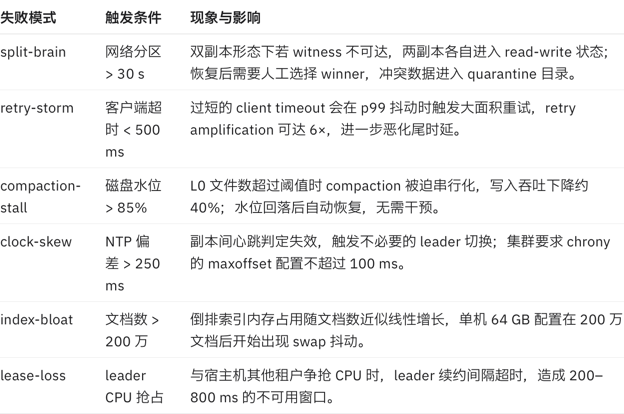 失败模式 触发条件 现象与影响
split-brain 网络分区 双副本形态下若 witness 不可达，两副本各自进入 read-write 状态；
> 30 s 恢复后需要人工选择 winner，冲突数据进入 quarantine 目录。
retry-storm 客户端超 过短的 client timeout 会在 p99 抖动时触发大面积重试，retry
时 < 500 amplification 可达 6×，进一步恶化尾时延。
ms
compaction- 磁盘水位 L0 文件数超过阈值时 compaction 被迫串行化，写入吞吐下降约
stall > 85% 40%；水位回落后自动恢复，无需干预。
clock-skew NTP 偏 副本间心跳判定失效，触发不必要的 leader 切换；集群要求 chrony
差 > 250 的 maxoffset 配置不超过 100 ms。
ms
index-bloat 文档数 > 倒排索引内存占用随文档数近似线性增长，单机 64 GB 配置在 200 万
200 万 文档后开始出现 swap 抖动。
lease-loss leader 与宿主机其他租户争抢 CPU 时，leader 续约间隔超时，造成 200–
CPU 抢占 800 ms 的不可用窗口。